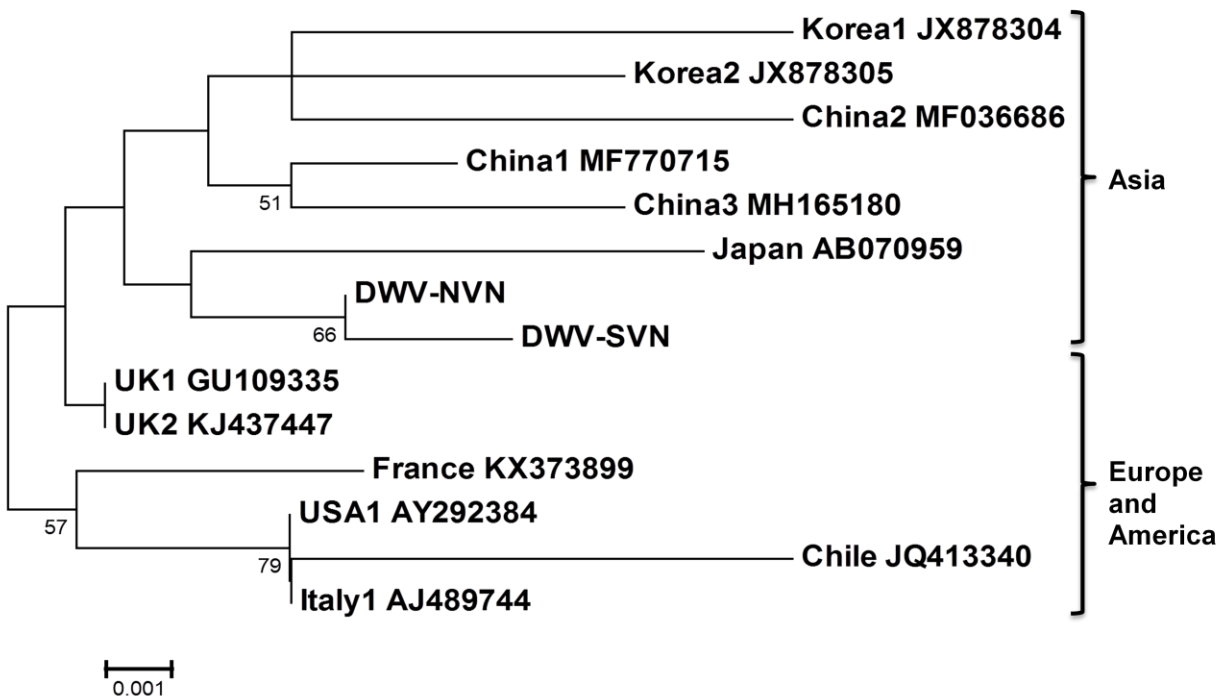 Korea1 JX878304
Korea2 JX878305
China2 MF036686
China1 MF770715
51
China3 MH165180
Asia
Japan AB070959
DWV-NVN
66
DWV-SVN
UK1 GU109335
UK2 KJ437447
France KX373899
57
USA1 AY292384
Europe
and
America
79
Chile JQ413340
Italy1 AJ489744
0.001